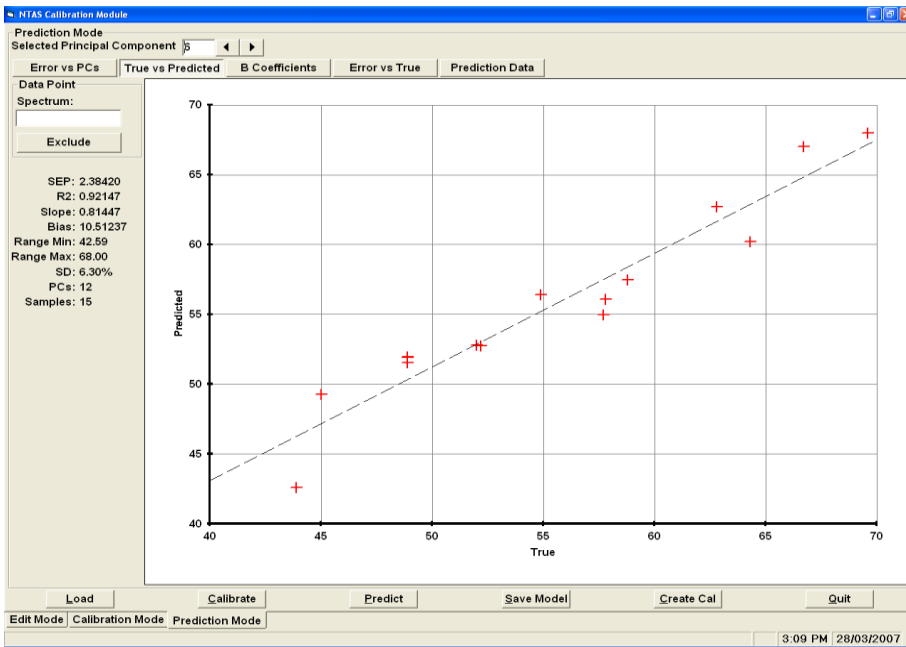 NTAS Calibration Module
Prediction Mode
Selected Principal Component 6
Error vs PCs True vs Predicted B Coefficients Error vs True Prediction Data
Data Point
Spectrum:
Exclude
SEP: 2.38420
R2: 0.92147
Slope: 0.81447
Bias: 10.51237
Range Min: 42.59
Range Max: 68.00
SD: 6.30%
PCs: 12
Samples: 15
70
65
60
55
50
45
40
Predicted
40 45 50 55 60 65 70
True
Load Calibrate Predict Save Model Create Cal Quit
Edit Mode Calibration Mode Prediction Mode
3:09 PM 28/03/2007